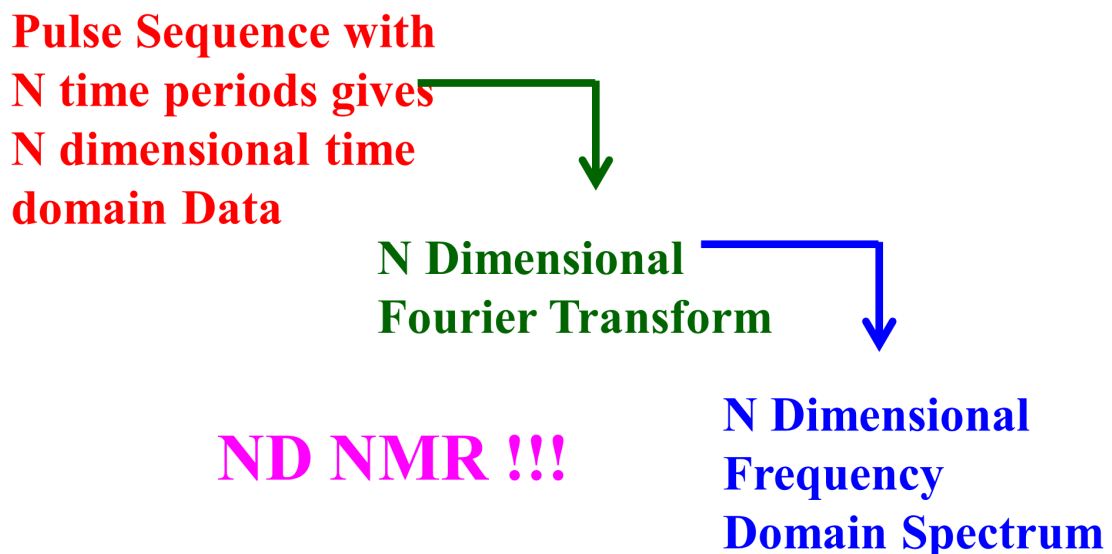 Pulse Sequence with
N time periods gives
N dimensional time
domain Data
N Dimensional
Fourier Transform
N Dimensional
Frequency
Domain Spectrum
ND NMR !!!